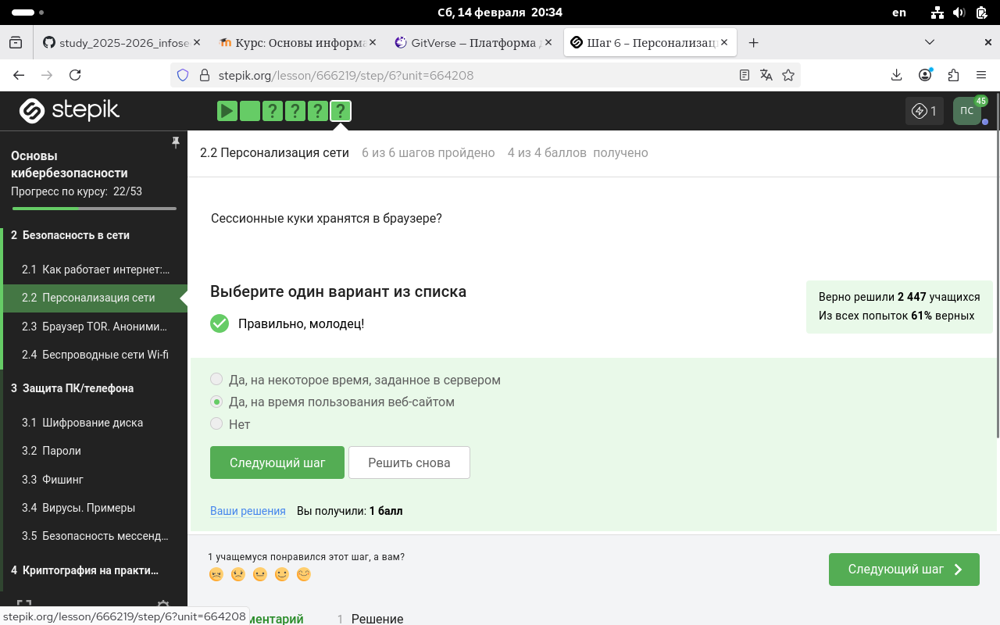 Сб, 14 февраля 20:34
en
study_2025-2026_infose
Курс: Основы информа
GitVerse — Платформа д
Шаг 6 – Персонализаци
stepik.org/lesson/666219/step/6?unit=664208
stepik
1
ПС
45
Основы
кибербезопасности
Прогресс по курсу: 22/53
2 Безопасность в сети
2.1 Как работает интернет:...
2.2 Персонализация сети
2.3 Браузер TOR. Аноними...
2.4 Беспроводные сети Wi-fi
3 Защита ПК/телефона
3.1 Шифрование диска
3.2 Пароли
3.3 Фишинг
3.4 Вирусы. Примеры
3.5 Безопасность мессенд...
4 Криптография на практи...
2.2 Персонализация сети 6 из 6 шагов пройдено 4 из 4 баллов получено
Сессионные куки хранятся в браузере?
Выберите один вариант из списка
Правильно, молодец!
Верно решили 2 447 учащихся
Из всех попыток 61% верных
Да, на некоторое время, заданное в сервером
Да, на время пользования веб-сайтом
Нет
Следующий шаг
Решить снова
Ваши решения Вы получили: 1 балл
1 учащемуся понравился этот шаг, а вам?
Следующий шаг
ментарий
1 Решение
stepik.org/lesson/666219/step/6?unit=664208